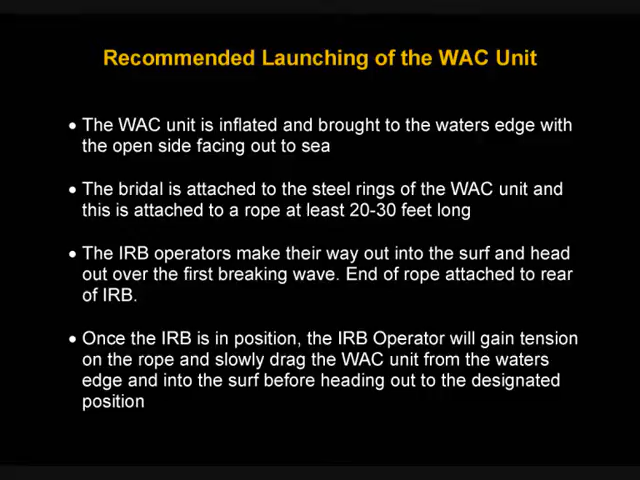 Recommended Launching of the WAC Unit
• The WAC unit is inflated and brought to the waters edge with
the open side facing out to sea
• The bridal is attached to the steel rings of the WAC unit and
this is attached to a rope at least 20-30 feet long
• The IRB operators make their way out into the surf and head
out over the first breaking wave. End of rope attached to rear
of IRB.
• Once the IRB is in position, the IRB Operator will gain tension
on the rope and slowly drag the WAC unit from the waters
edge and into the surf before heading out to the designated
position